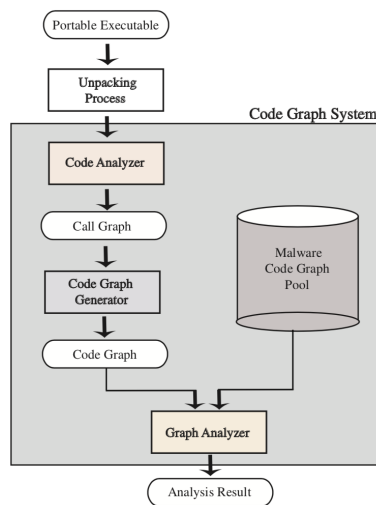 Portable Executable
Unpacking
Process
Code Graph System
Code Analyzer
Call Graph
Malware
Code Graph
Pool
Code Graph
Generator
Code Graph
Graph Analyzer
Analysis Result